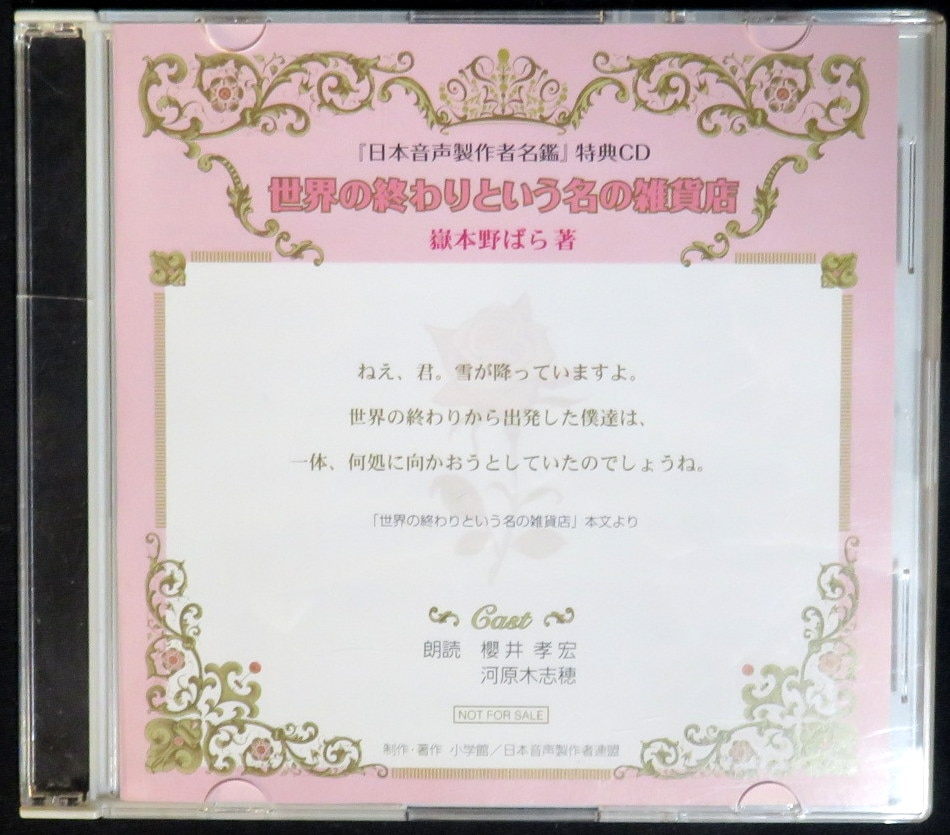 『日本音声製作者名鑑』特典CD
世界の終わりという名の雑貨店
嶽本野ばら 著
ねえ、君。雪が降っていますよ。
世界の終わりから出発した僕達は、
一体、何処に向かおうとしていたのでしょうね。
「世界の終わりという名の雑貨店」本文より
Cast
朗読 櫻井 孝宏
河原木志穂
NOT FOR SALE
制作・著作 小学館／日本音声製作者連盟